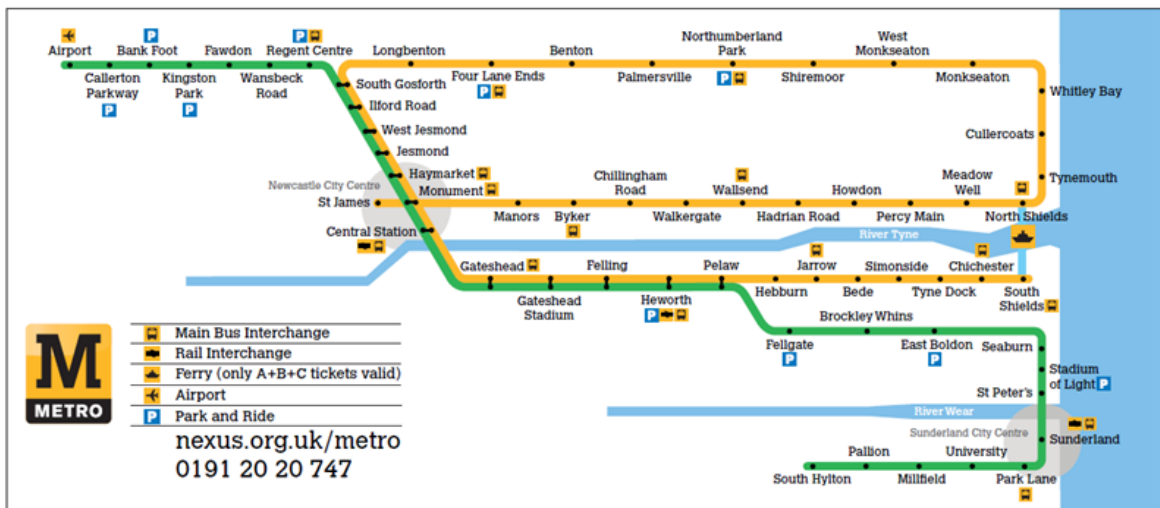 Airport
Bank Foot
Fawdon
Regent Centre
Callerton
Parkway
Kingston
Park
Wansbeck
Road
Longbenton
Benton
Northumberland
Park
West
Monkseaton
South Gosforth
Four Lane Ends
Palmersville
Shiremoor
Monkseaton
Ilford Road
West Jesmond
Jesmond
Haymarket
Monument
Newcastle City Centre
St James
Central Station
Whitley Bay
Cullercoats
Tynemouth
Chillingham
Road
Wallsend
Howdon
Meadow
Well
Manors
Byker
Walkergate
Hadrian Road
Percy Main
North Shields
River Tyne
Gateshead
Felling
Pelaw
Jarrow
Simonside
Chichester
Gateshead
Stadium
Heworth
Hebburn
Bede
Tyne Dock
South
Shields
Brockley Whins
Fellgate
East Boldon
Seaburn
Stadium
of Light
St Peter's
River Wear
Sunderland City Centre
Sunderland
Pallion
University
South Hylton
Millfield
Park Lane
M
METRO
Main Bus Interchange
Rail Interchange
Ferry (only A+B+C tickets valid)
Airport
P Park and Ride
nexus.org.uk/metro
0191 20 20 747